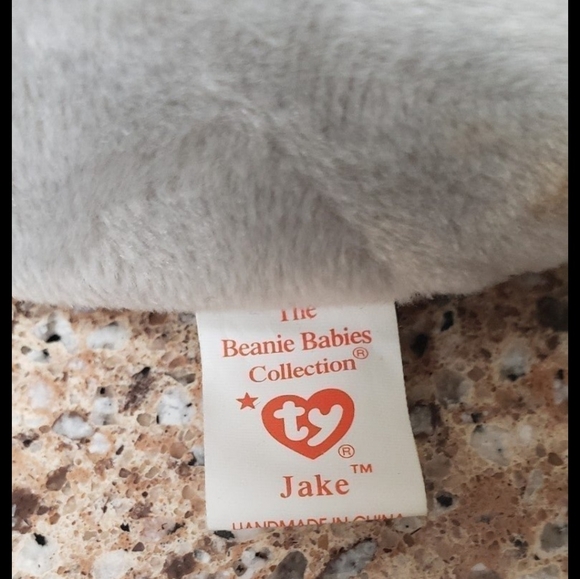 The
Beanie Babies
Collection®
ty®
Jake™
HANDMADE IN CHINA